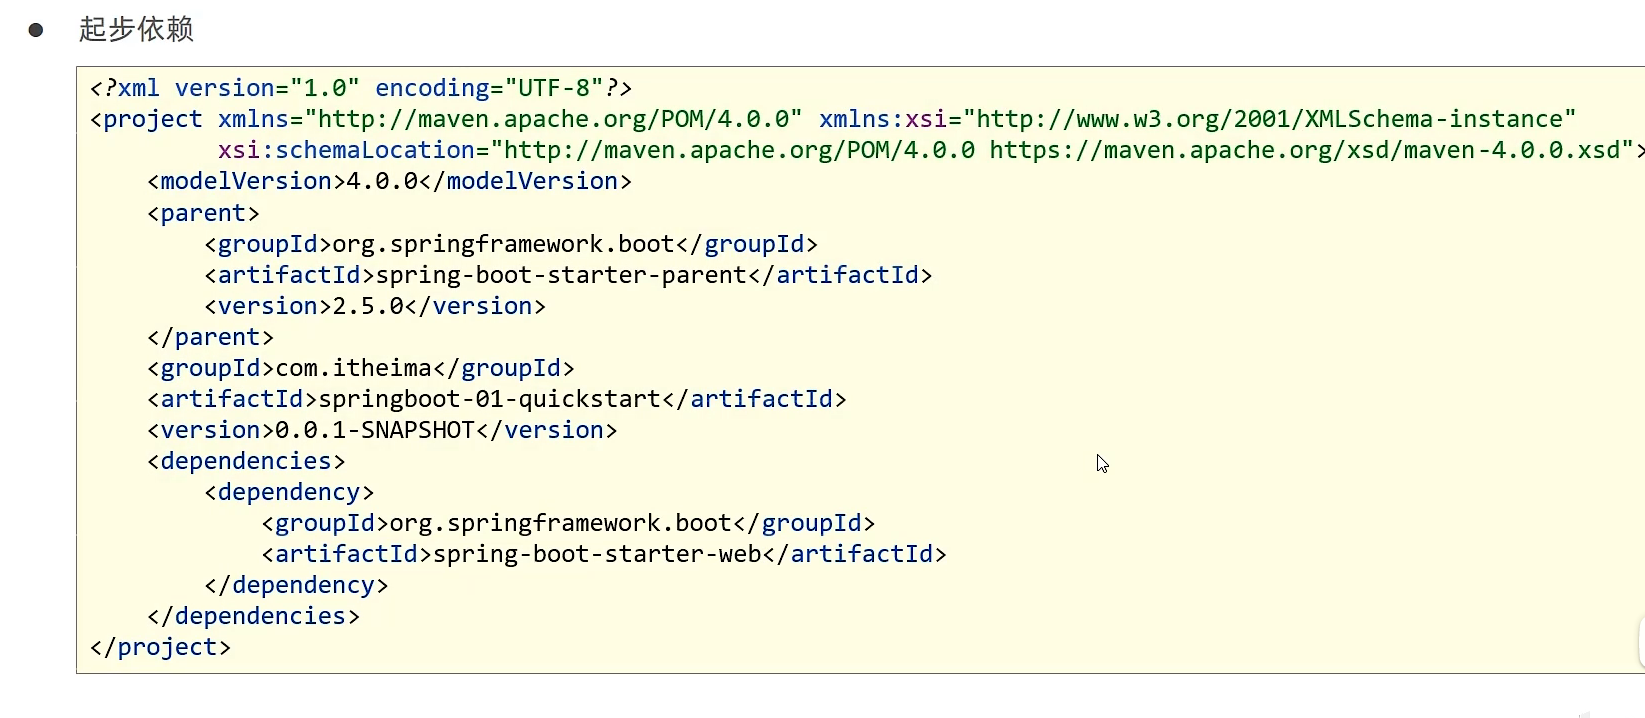 ● 起步依赖
<?xml version="1.0" encoding="UTF-8"?>
<project xmlns="http://maven.apache.org/POM/4.0.0" xmlns:xsi="http://www.w3.org/2001/XMLSchema-instance"
         xsi:schemaLocation="http://maven.apache.org/POM/4.0.0 https://maven.apache.org/xsd/maven-4.0.0.xsd">
    <modelVersion>4.0.0</modelVersion>
    <parent>
        <groupId>org.springframework.boot</groupId>
        <artifactId>spring-boot-starter-parent</artifactId>
        <version>2.5.0</version>
    </parent>
    <groupId>com.itheima</groupId>
    <artifactId>springboot-01-quickstart</artifactId>
    <version>0.0.1-SNAPSHOT</version>
    <dependencies>
        <dependency>
            <groupId>org.springframework.boot</groupId>
            <artifactId>spring-boot-starter-web</artifactId>
        </dependency>
    </dependencies>
</project>